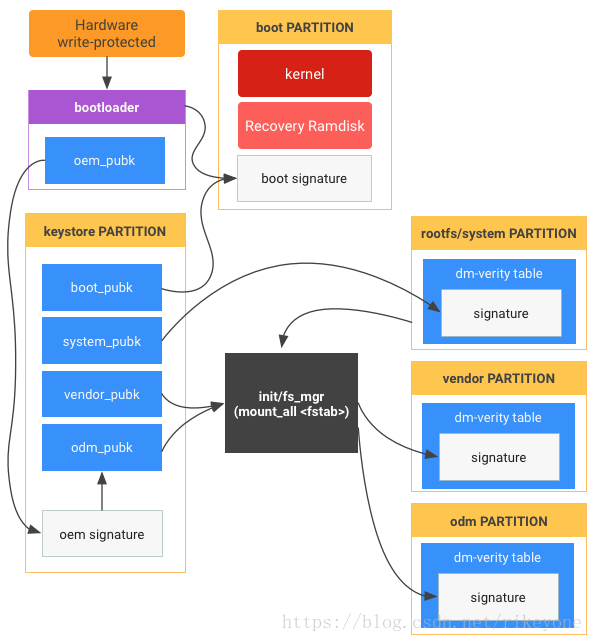 Hardware
write-protected
bootloader
oem_pubk
boot PARTITION
kernel
Recovery Ramdisk
boot signature
keystore PARTITION
boot_pubk
system_pubk
vendor_pubk
odm_pubk
oem signature
init/fs_mgr
(mount_all <fstab>)
rootfs/system PARTITION
dm-verity table
signature
vendor PARTITION
dm-verity table
signature
odm PARTITION
dm-verity table
signature
https://blog.csdn.net/rikeyone